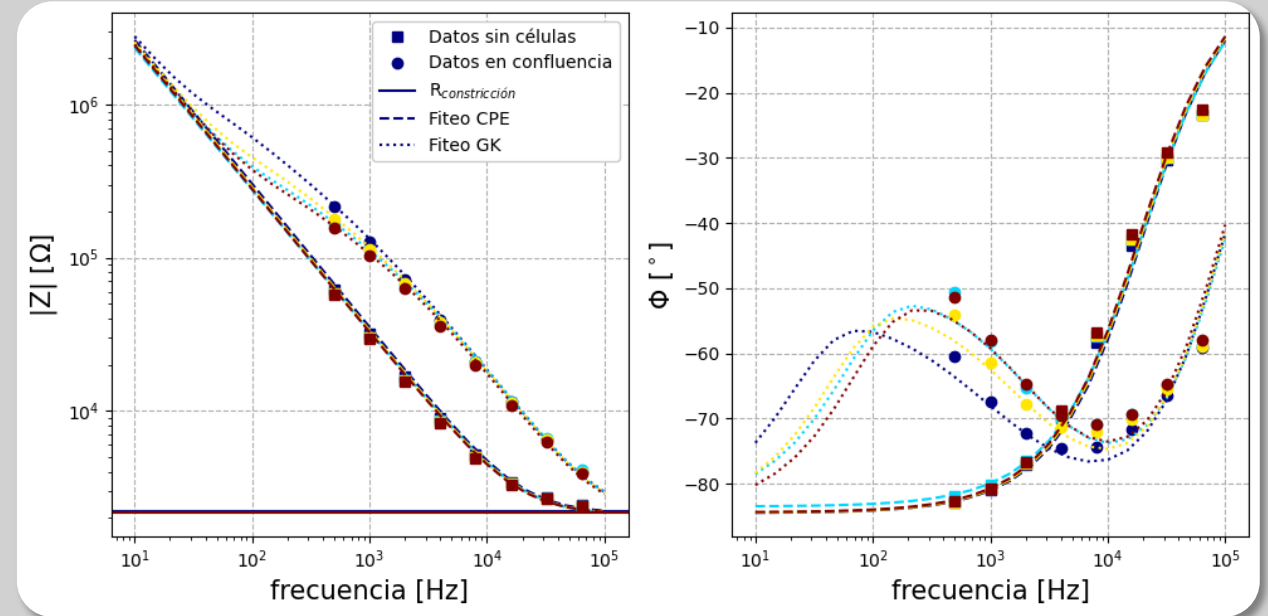 Datos sin células
Datos en confluencia
R_constricción
Fiteo CPE
Fiteo GK
10^6
10^5
10^4
|Z| [Ω]
10^1 10^2 10^3 10^4 10^5
frecuencia [Hz]
−10
−20
−30
−40
−50
−60
−70
−80
Φ [°]
10^1 10^2 10^3 10^4 10^5
frecuencia [Hz]